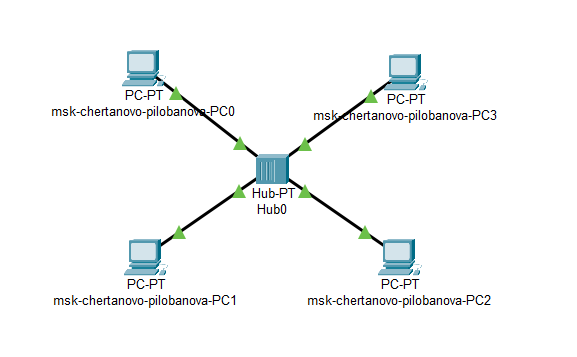 PC-PT
msk-chertanovo-pilobanova-PC0
PC-PT
msk-chertanovo-pilobanova-PC3
Hub-PT
Hub0
PC-PT
msk-chertanovo-pilobanova-PC1
PC-PT
msk-chertanovo-pilobanova-PC2